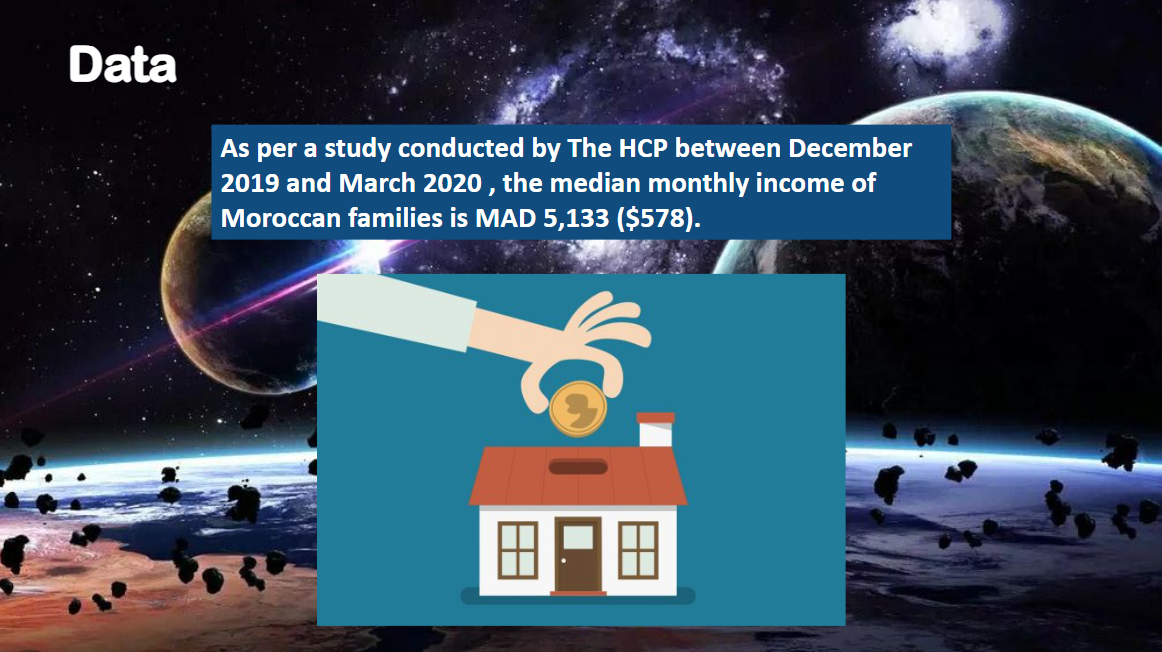 Data
As per a study conducted by The HCP between December
2019 and March 2020 , the median monthly income of
Moroccan families is MAD 5,133 ($578).